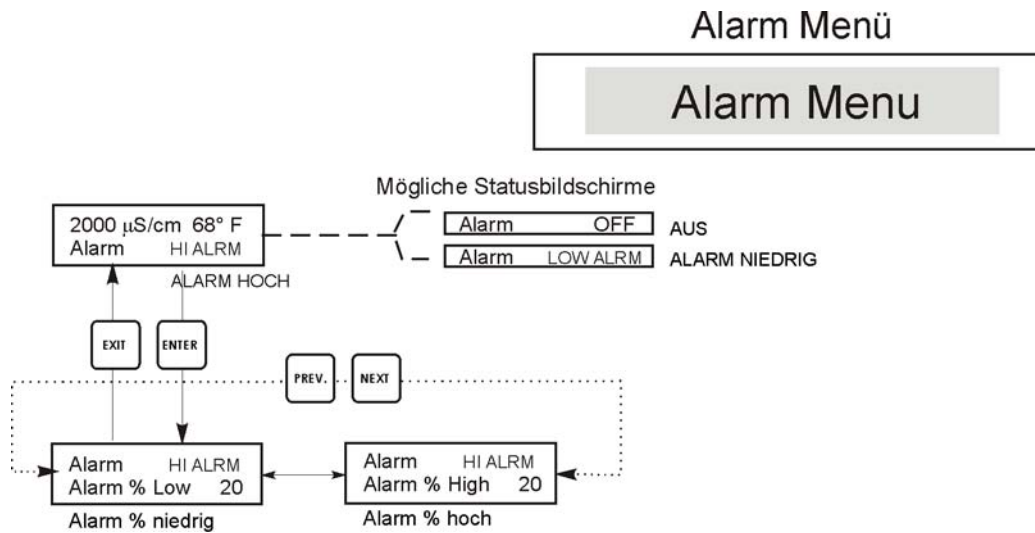 Alarm Menü
Alarm Menu
Mögliche Statusbildschirme
2000 µS/cm 68° F
Alarm HI ALRM
ALARM HOCH
Alarm OFF
AUS
Alarm LOW ALRM
ALARM NIEDRIG
EXIT
ENTER
PREV.
NEXT
Alarm HI ALRM
Alarm % Low 20
Alarm % niedrig
Alarm HI ALRM
Alarm % High 20
Alarm % hoch